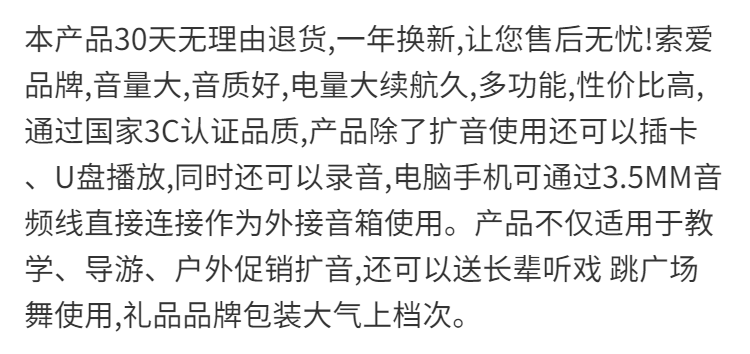 本产品30天无理由退货,一年换新,让您售后无忧!索爱
品牌,音量大,音质好,电量大续航久,多功能,性价比高,
通过国家3C认证品质,产品除了扩音使用还可以插卡
、U盘播放,同时还可以录音,电脑手机可通过3.5MM音
频线直接连接作为外接音箱使用。产品不仅适用于教
学、导游、户外促销扩音,还可以送长辈听戏 跳广场
舞使用,礼品品牌包装大气上档次。